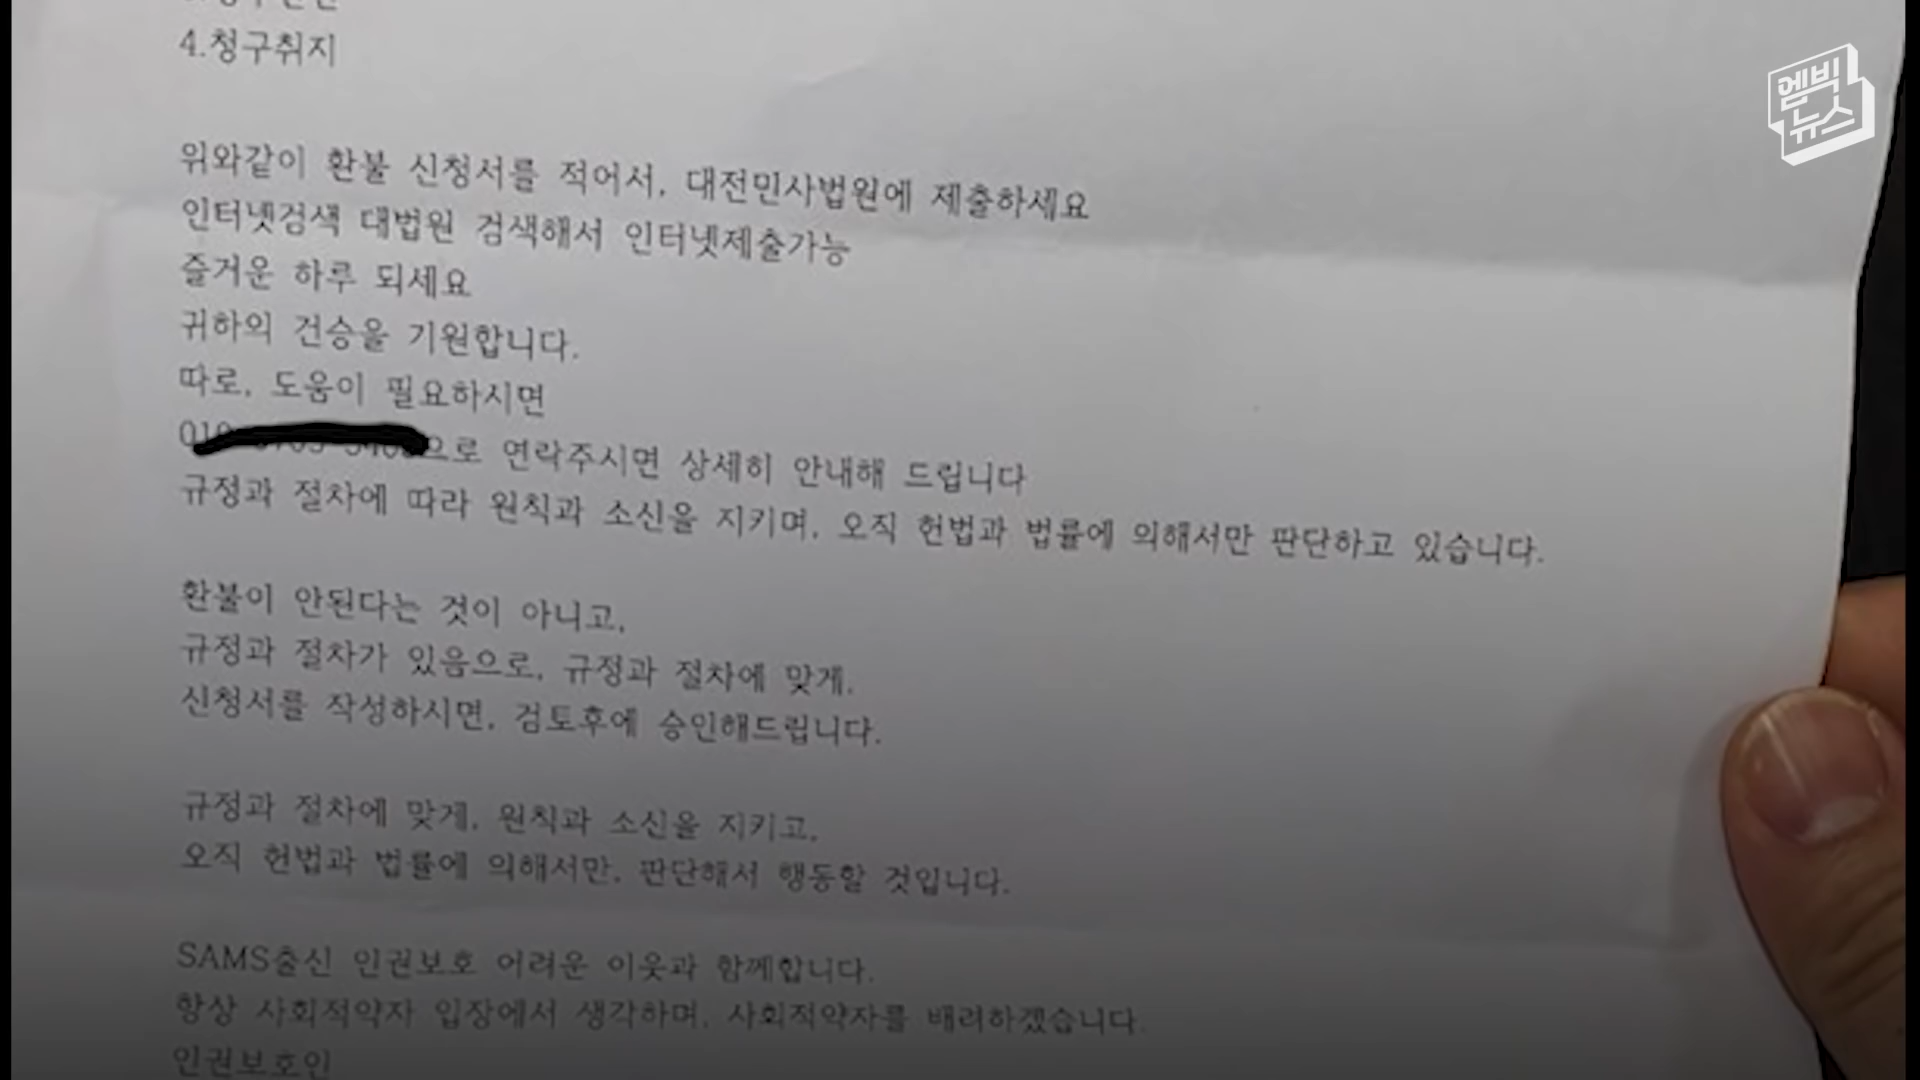 4.청구취지
엠빅
뉴스
위와같이 환불 신청서를 적어서, 대전민사법원에 제출하세요
인터넷검색 대법원 검색해서 인터넷제출가능
즐거운 하루 되세요
귀하의 건승을 기원합니다.
따로, 도움이 필요하시면
으로 연락주시면 상세히 안내해 드립니다
규정과 절차에 따라 원칙과 소신을 지키며, 오직 헌법과 법률에 의해서만 판단하고 있습니다.
환불이 안된다는 것이 아니고,
규정과 절차가 있음으로, 규정과 절차에 맞게,
신청서를 작성하시면, 검토후에 승인해드립니다.
규정과 절차에 맞게, 원칙과 소신을 지키고,
오직 헌법과 법률에 의해서만, 판단해서 행동할 것입니다.
SAMS출신 인권보호 어려운 이웃과 함께합니다.
항상 사회적약자 입장에서 생각하며, 사회적약자를 배려하겠습니다.
인권보호인